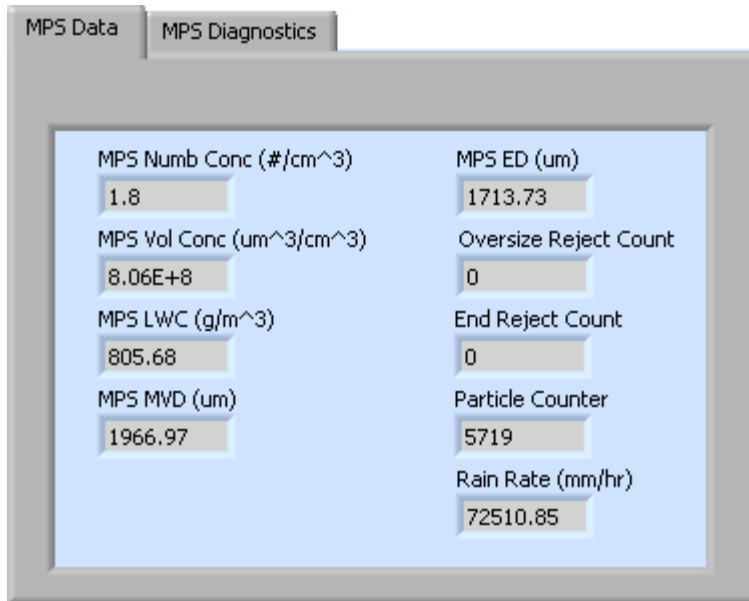 MPS Data
MPS Diagnostics
MPS Numb Conc (#/cm^3)
1.8
MPS Vol Conc (um^3/cm^3)
8.06E+8
MPS LWC (g/m^3)
805.68
MPS MVD (um)
1966.97
MPS ED (um)
1713.73
Oversize Reject Count
0
End Reject Count
0
Particle Counter
5719
Rain Rate (mm/hr)
72510.85